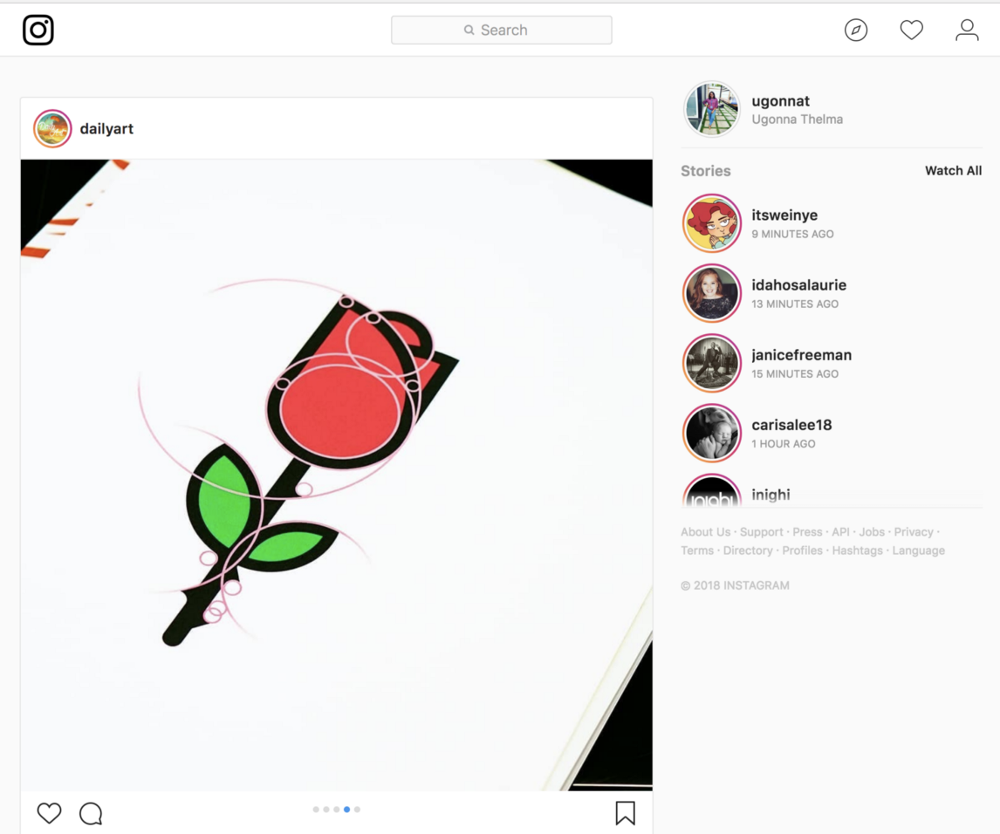 Search
dailyart
ugonnat
Ugonna Thelma
Stories Watch All
itsweinye
9 MINUTES AGO
idahosalaurie
13 MINUTES AGO
janicefreeman
15 MINUTES AGO
carisalee18
1 HOUR AGO
inighi
inighi
About Us · Support · Press · API · Jobs · Privacy ·
Terms · Directory · Profiles · Hashtags · Language
© 2018 INSTAGRAM